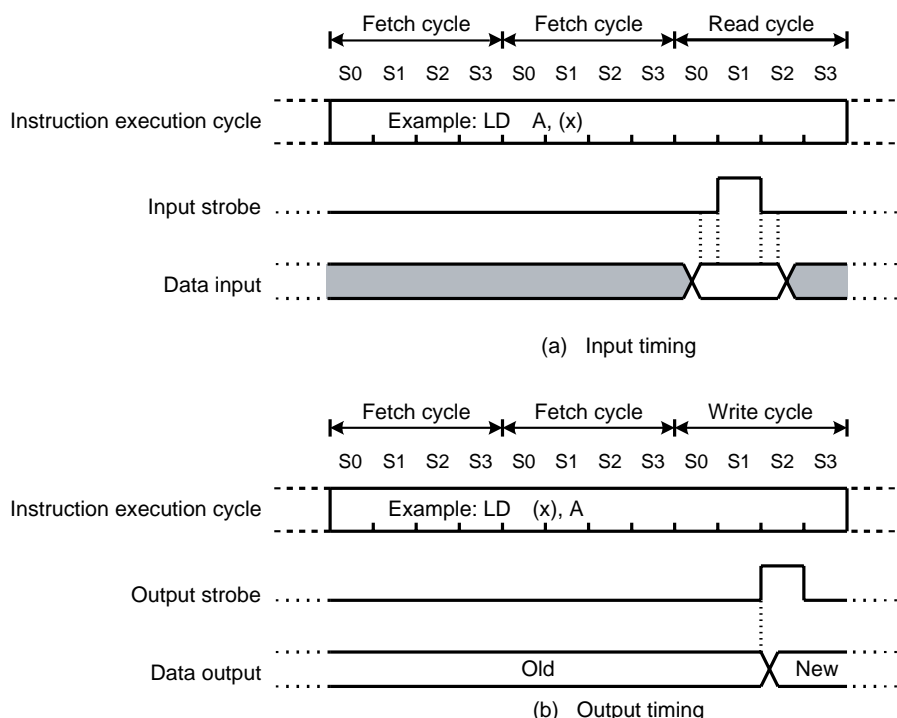 Fetch cycle Fetch cycle Read cycle
S0 S1 S2 S3 S0 S1 S2 S3 S0 S1 S2 S3
Instruction execution cycle Example: LD A, (x)
Input strobe
Data input
(a) Input timing
Fetch cycle Fetch cycle Write cycle
S0 S1 S2 S3 S0 S1 S2 S3 S0 S1 S2 S3
Instruction execution cycle Example: LD (x), A
Output strobe
Data output Old New
(b) Output timing